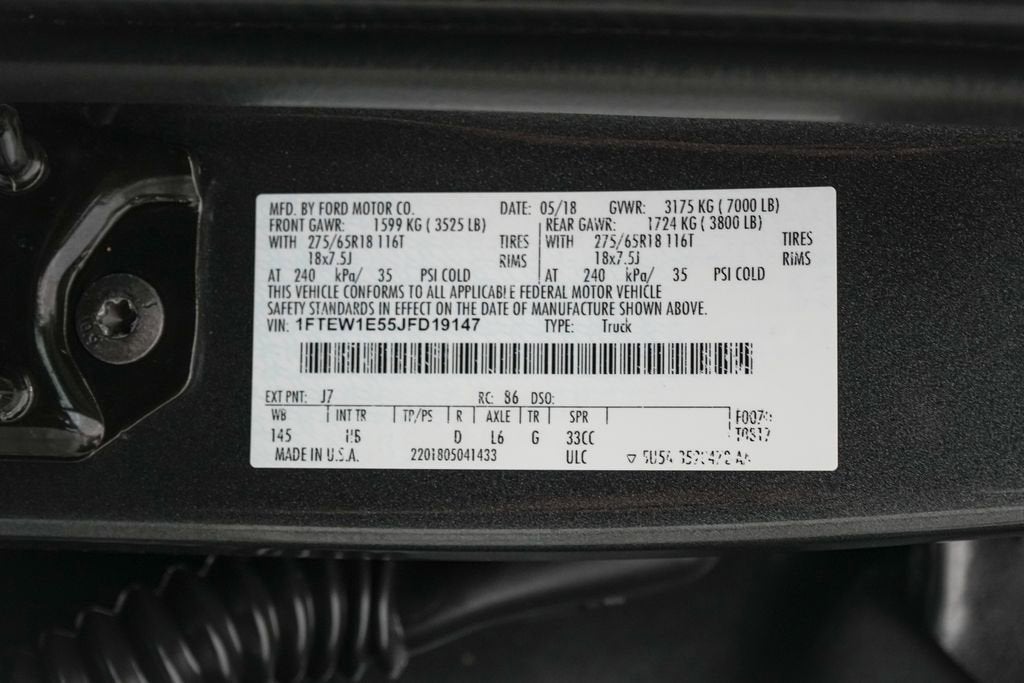 MFD. BY FORD MOTOR CO. DATE: 05/18 GVWR: 3175 KG ( 7000 LB)
FRONT GAWR: 1599 KG ( 3525 LB) REAR GAWR: 1724 KG ( 3800 LB)
WITH 275/65R18 116T TIRES WITH 275/65R18 116T TIRES
18x7.5J RIMS 18x7.5J RIMS
AT 240 kPa/ 35 PSI COLD AT 240 kPa/ 35 PSI COLD
THIS VEHICLE CONFORMS TO ALL APPLICABLE FEDERAL MOTOR VEHICLE
SAFETY STANDARDS IN EFFECT ON THE DATE OF MANUFACTURE SHOWN ABOVE.
VIN: 1FTEW1E55JFD19147 TYPE: Truck
EXT PNT: J7 RC: 86 DSO:
WB INT TR TP/PS R AXLE TR SPR
145 D L6 G 33CC
MADE IN U.S.A. 2201805041433 ULC